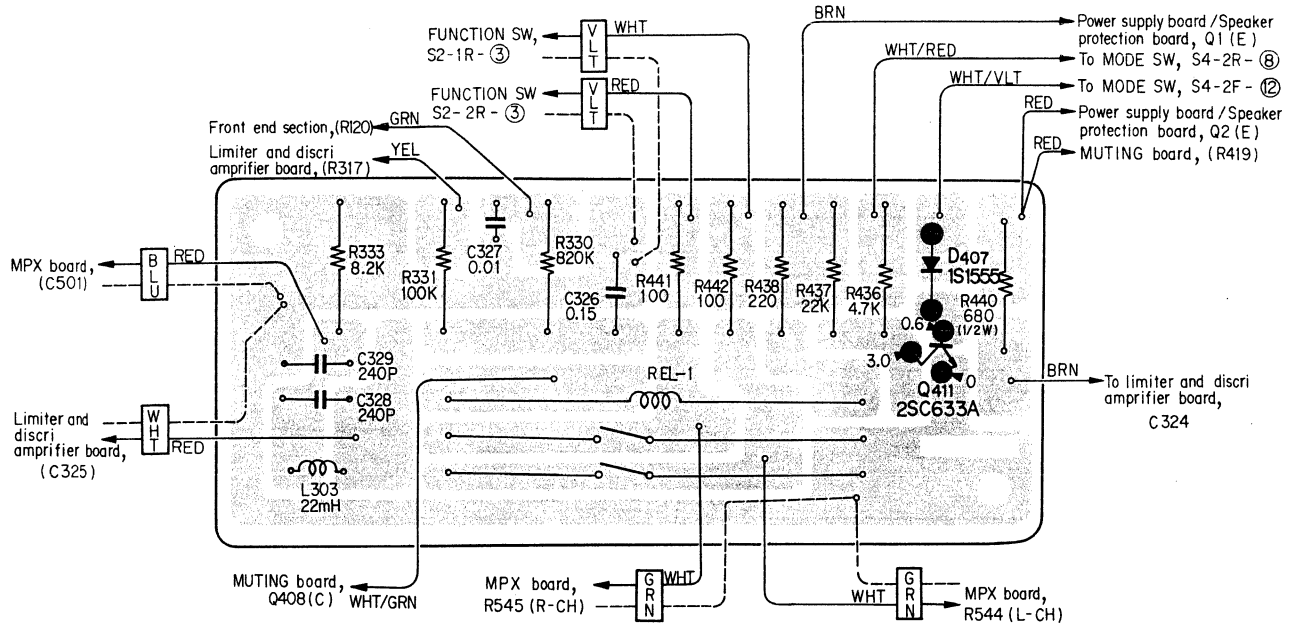 FUNCTION SW,
S2-1R-③
VLT
WHT
BRN
Power supply board/Speaker
protection board, Q1(E)
WHT/RED
To MODE SW, S4-2R-⑧
WHT/VLT
To MODE SW, S4-2F-⑫
FUNCTION SW
S2-2R-③
VLT
RED
RED
Power supply board/Speaker
protection board, Q2(E)
RED
MUTING board, (R419)
Front end section,(R120)
GRN
Limiter and discri
amprifier board, (R317)
YEL
MPX board,
(C501)
BLU
RED
R333
8.2K
R331
100K
C327
0.01
R330
820K
C326
0.15
R441
100
R442
100
R438
220
R437
22K
R436
4.7K
D407
1S1555
R440
680
(1/2W)
0.6
3.0
0
Q411
2SC633A
C329
240P
C328
240P
REL-1
BRN
To limiter and discri
amprifier board,
C324
Limiter and
discri
amprifier board,
(C325)
WHT
RED
L303
22mH
MUTING board,
Q408(C)
WHT/GRN
MPX board,
R545 (R-CH)
GRN
WHT
WHT
GRN
MPX board,
R544 (L-CH)